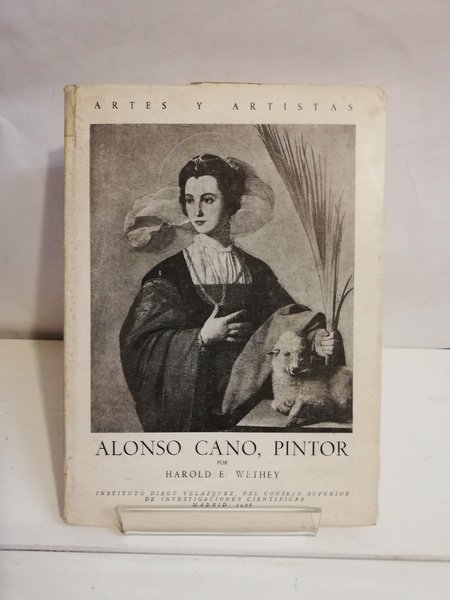 ARTES Y ARTISTAS
ALONSO CANO, PINTOR
POR
HAROLD E. WETHEY
INSTITUTO DIEGO VELAZQUEZ, DEL CONSEJO SUPERIOR
DE INVESTIGACIONES CIENTIFICAS
MADRID,